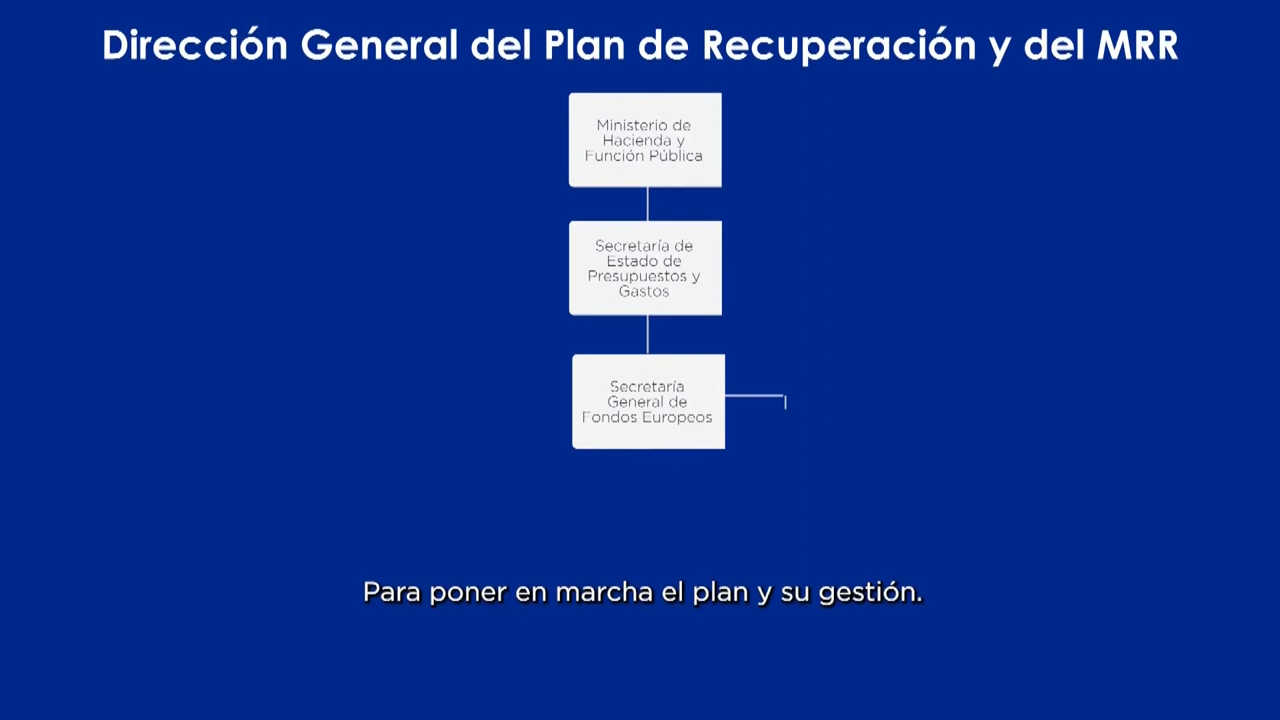 Dirección General del Plan de Recuperación y del MRR
Ministerio de
Hacienda y
Función Pública
Secretaría de
Estado de
Presupuestos y
Gastos
Secretaría
General de
Fondos Europeos
Para poner en marcha el plan y su gestión.